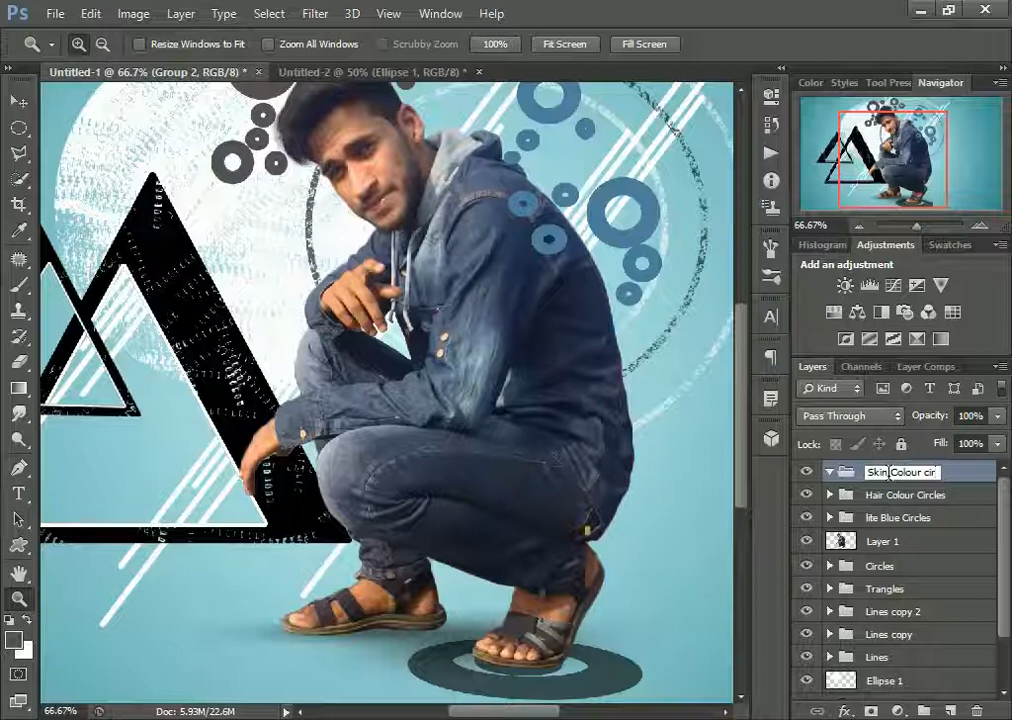 Ps File Edit Image Layer Type Select Filter 3D View Window Help
Resize Windows to Fit Zoom All Windows Scrubby Zoom 100% Fit Screen Fill Screen
Untitled-1 @ 66.7% (Group 2, RGB/8) * × Untitled-2 @ 50% (Ellipse 1, RGB/8) * ×
Color Styles Tool Pres Navigator
66.67%
Histogram Adjustments Swatches
Add an adjustment
Layers Channels Layer Comps
Kind
Pass Through Opacity: 100%
Lock: Fill: 100%
Skin Colour cir
Hair Colour Circles
lite Blue Circles
Layer 1
Circles
Trangles
Lines copy 2
Lines copy
Lines
Ellipse 1
66.67% Doc: 5.93M/22.6M